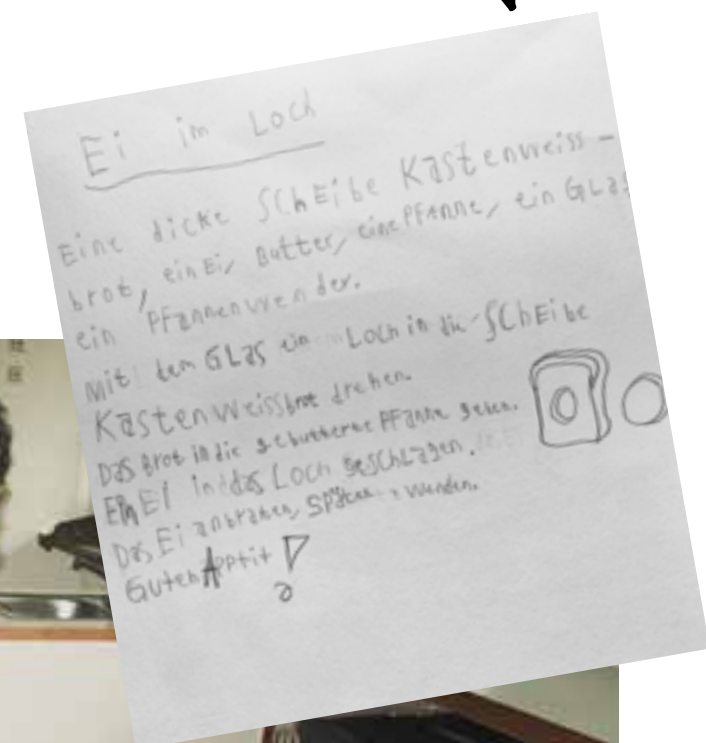 Ei im Loch
Eine dicke SchEibe Kastenweiss-
brot, ein Ei, Butter, eine PFanne, ein GLas
ein PFannenwender.
Mit dem GLas ein Loch in die SChEibe
Kastenweissbrot drehen.
Das Brot in die gebutterte PFanne geben.
Ein EI in das Loch geSChLagen.
Das Ei anbraten, später wenden.
Guten Apptit!